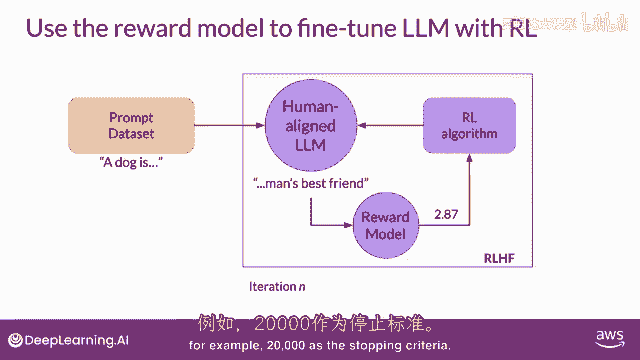 Use the reward model to fine-tune LLM with RL
Prompt
Dataset
"A dog is..."
Human-
aligned
LLM
RL
algorithm
"...man's best friend"
Reward
Model
2.87
RLHF
Iteration n
例如，20000作为停止标准。
for example, 20,000 as the stopping criteria.
DeepLearning.AI
aws